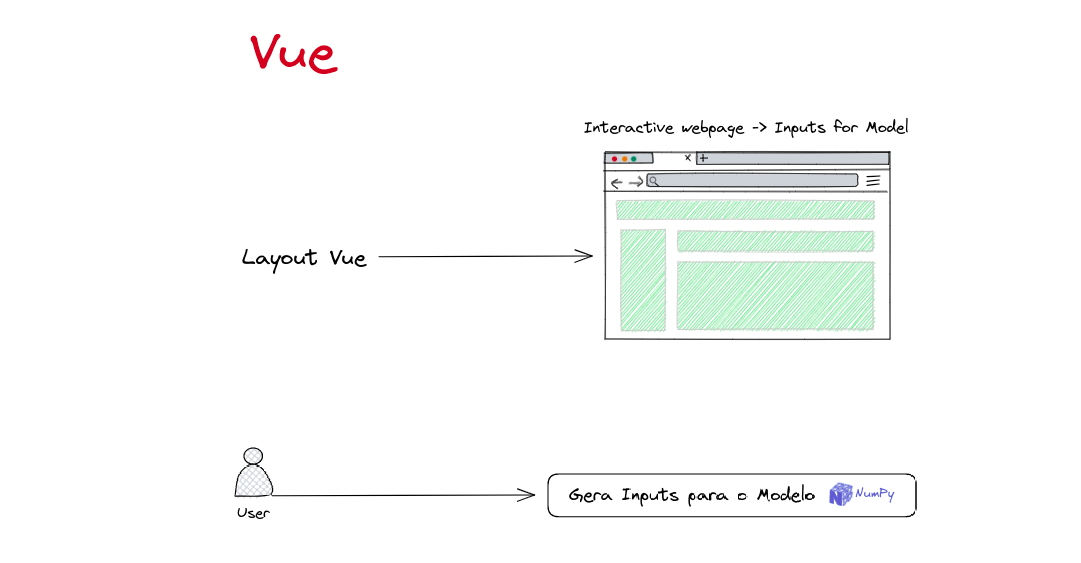 Vue
Interactive webpage -> Inputs for Model
Layout Vue
Gera Inputs para o Modelo NumPy
User